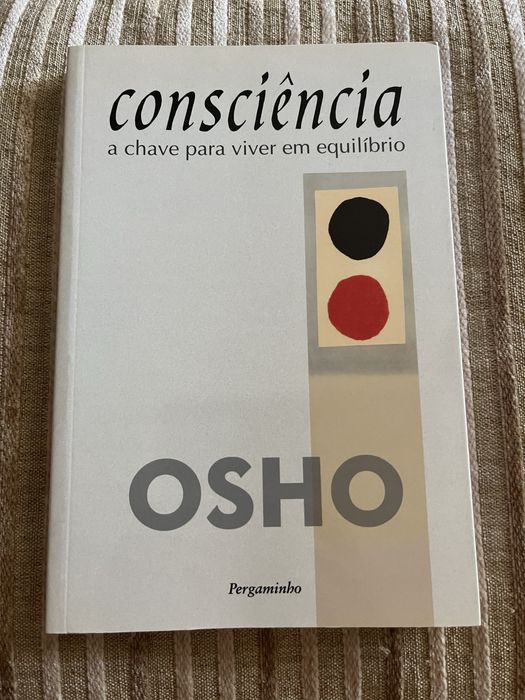 consciência
a chave para viver em equilíbrio
OSHO
Pergaminho